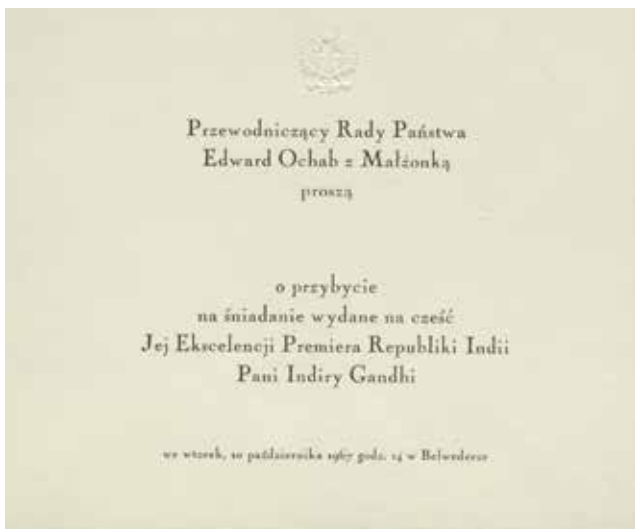 Przewodniczący Rady Państwa
Edward Ochab z Małżonką
proszą
o przybycie
na śniadanie wydane na cześć
Jej Ekscelencji Premiera Republiki Indii
Pani Indiry Gandhi
we wtorek, 10 października 1967 godz. 14 w Belwederze